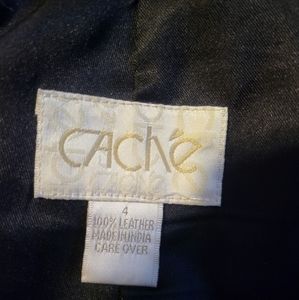 CAChé
4
100% LEATHER
MADE IN INDIA
CARE OVER